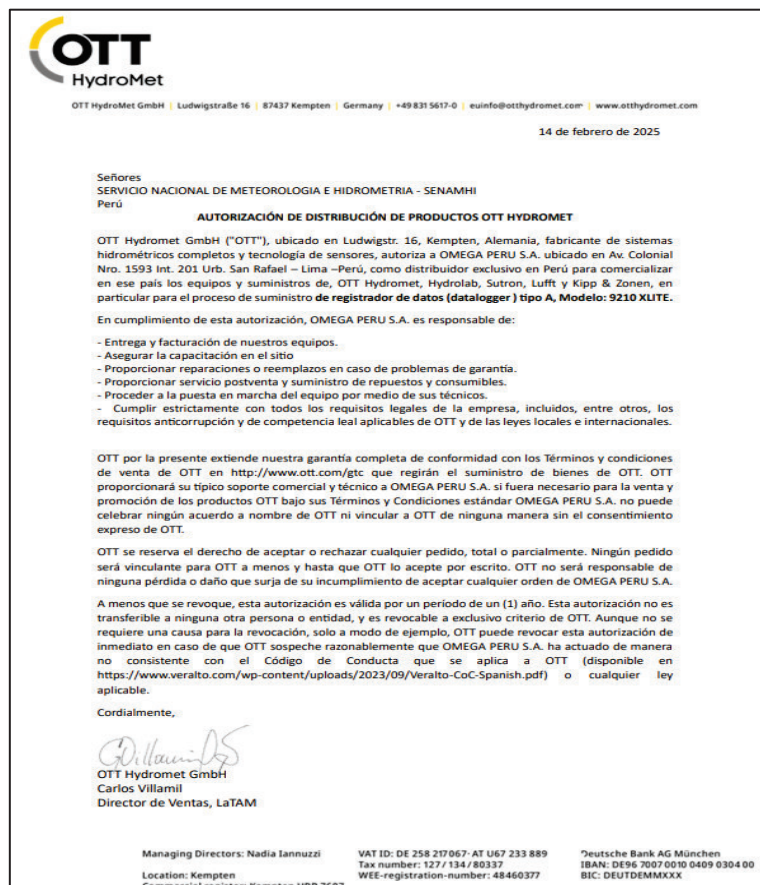 OTT
HydroMet
OTT HydroMet GmbH | Ludwigstraße 16 | 87437 Kempten | Germany | +49 831 5617-0 | euinfo@otthydromet.com | www.otthydromet.com
14 de febrero de 2025
Señores
SERVICIO NACIONAL DE METEOROLOGIA E HIDROMETRIA - SENAMHI
Perú
AUTORIZACIÓN DE DISTRIBUCIÓN DE PRODUCTOS OTT HYDROMET
OTT Hydromet GmbH ("OTT"), ubicado en Ludwigstr. 16, Kempten, Alemania, fabricante de sistemas
hidrométricos completos y tecnología de sensores, autoriza a OMEGA PERU S.A. ubicado en Av. Colonial
Nro. 1593 Int. 201 Urb. San Rafael – Lima –Perú, como distribuidor exclusivo en Perú para comercializar
en ese país los equipos y suministros de, OTT Hydromet, Hydrolab, Sutron, Lufft y Kipp & Zonen, en
particular para el proceso de suministro de registrador de datos (datalogger ) tipo A, Modelo: 9210 XLITE.
En cumplimiento de esta autorización, OMEGA PERU S.A. es responsable de:
- Entrega y facturación de nuestros equipos.
- Asegurar la capacitación en el sitio
- Proporcionar reparaciones o reemplazos en caso de problemas de garantía.
- Proporcionar servicio postventa y suministro de repuestos y consumibles.
- Proceder a la puesta en marcha del equipo por medio de sus técnicos.
- Cumplir estrictamente con todos los requisitos legales de la empresa, incluidos, entre otros, los
requisitos anticorrupción y de competencia leal aplicables de OTT y de las leyes locales e internacionales.
OTT por la presente extiende nuestra garantía completa de conformidad con los Términos y condiciones
de venta de OTT en http://www.ott.com/gtc que regirán el suministro de bienes de OTT. OTT
proporcionará su típico soporte comercial y técnico a OMEGA PERU S.A. si fuera necesario para la venta y
promoción de los productos OTT bajo sus Términos y Condiciones estándar OMEGA PERU S.A. no puede
celebrar ningún acuerdo a nombre de OTT ni vincular a OTT de ninguna manera sin el consentimiento
expreso de OTT.
OTT se reserva el derecho de aceptar o rechazar cualquier pedido, total o parcialmente. Ningún pedido
será vinculante para OTT a menos y hasta que OTT lo acepte por escrito. OTT no será responsable de
ninguna pérdida o daño que surja de su incumplimiento de aceptar cualquier orden de OMEGA PERU S.A.
A menos que se revoque, esta autorización es válida por un período de un (1) año. Esta autorización no es
transferible a ninguna otra persona o entidad, y es revocable a exclusivo criterio de OTT. Aunque no se
requiere una causa para la revocación, solo a modo de ejemplo, OTT puede revocar esta autorización de
inmediato en caso de que OTT sospeche razonablemente que OMEGA PERU S.A. ha actuado de manera
no consistente con el Código de Conducta que se aplica a OTT (disponible en
https://www.veralto.com/wp-content/uploads/2023/09/Veralto-CoC-Spanish.pdf) o cualquier ley
aplicable.
Cordialmente,
OTT Hydromet GmbH
Carlos Villamil
Director de Ventas, LaTAM
Managing Directors: Nadia Iannuzzi
Location: Kempten
VAT ID: DE 258 217067· AT U67 233 889
Tax number: 127 / 134 / 80337
WEE-registration-number: 48460377
Deutsche Bank AG München
IBAN: DE96 7007 0010 0409 0304 00
BIC: DEUTDEMMXXX